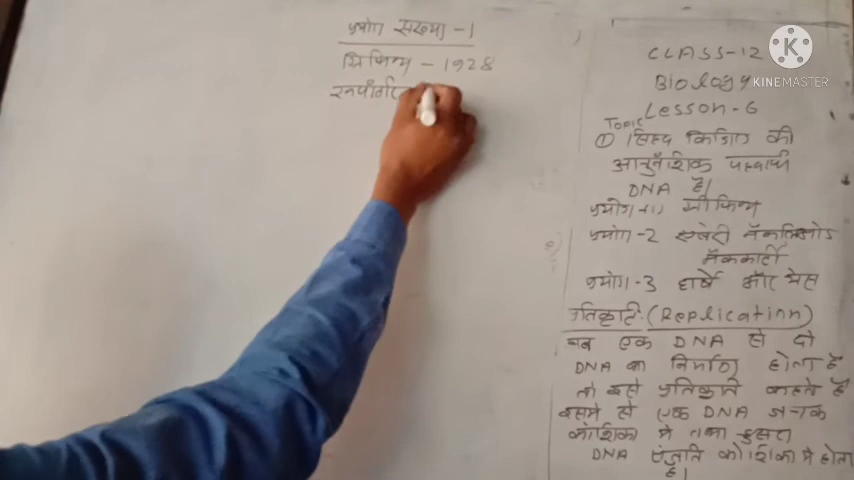 प्रयोग संख्या -1
ग्रिफिथ - 1928
CLASS-12
Biology
Lesson-6
Topic
① सिद्ध किजिए की
आनुवंशिक पदार्थ
DNA है।
प्रयोग-(1) ग्रीफिथ
प्रयोग-2 एवेरी मैकलिओड
मैककार्टी
प्रयोग-3 हर्षे और चेस
प्रतिकृति:(Replication)
जब एक DNA से दो
DNA का निर्माण होता है
तो इसे प्रतिकृति कहते है
इसमे से एक DNA जनक
कोशिका मे तथा दुसरा
DNA संतति कोशिका मे होता
है।
KINEMASTER